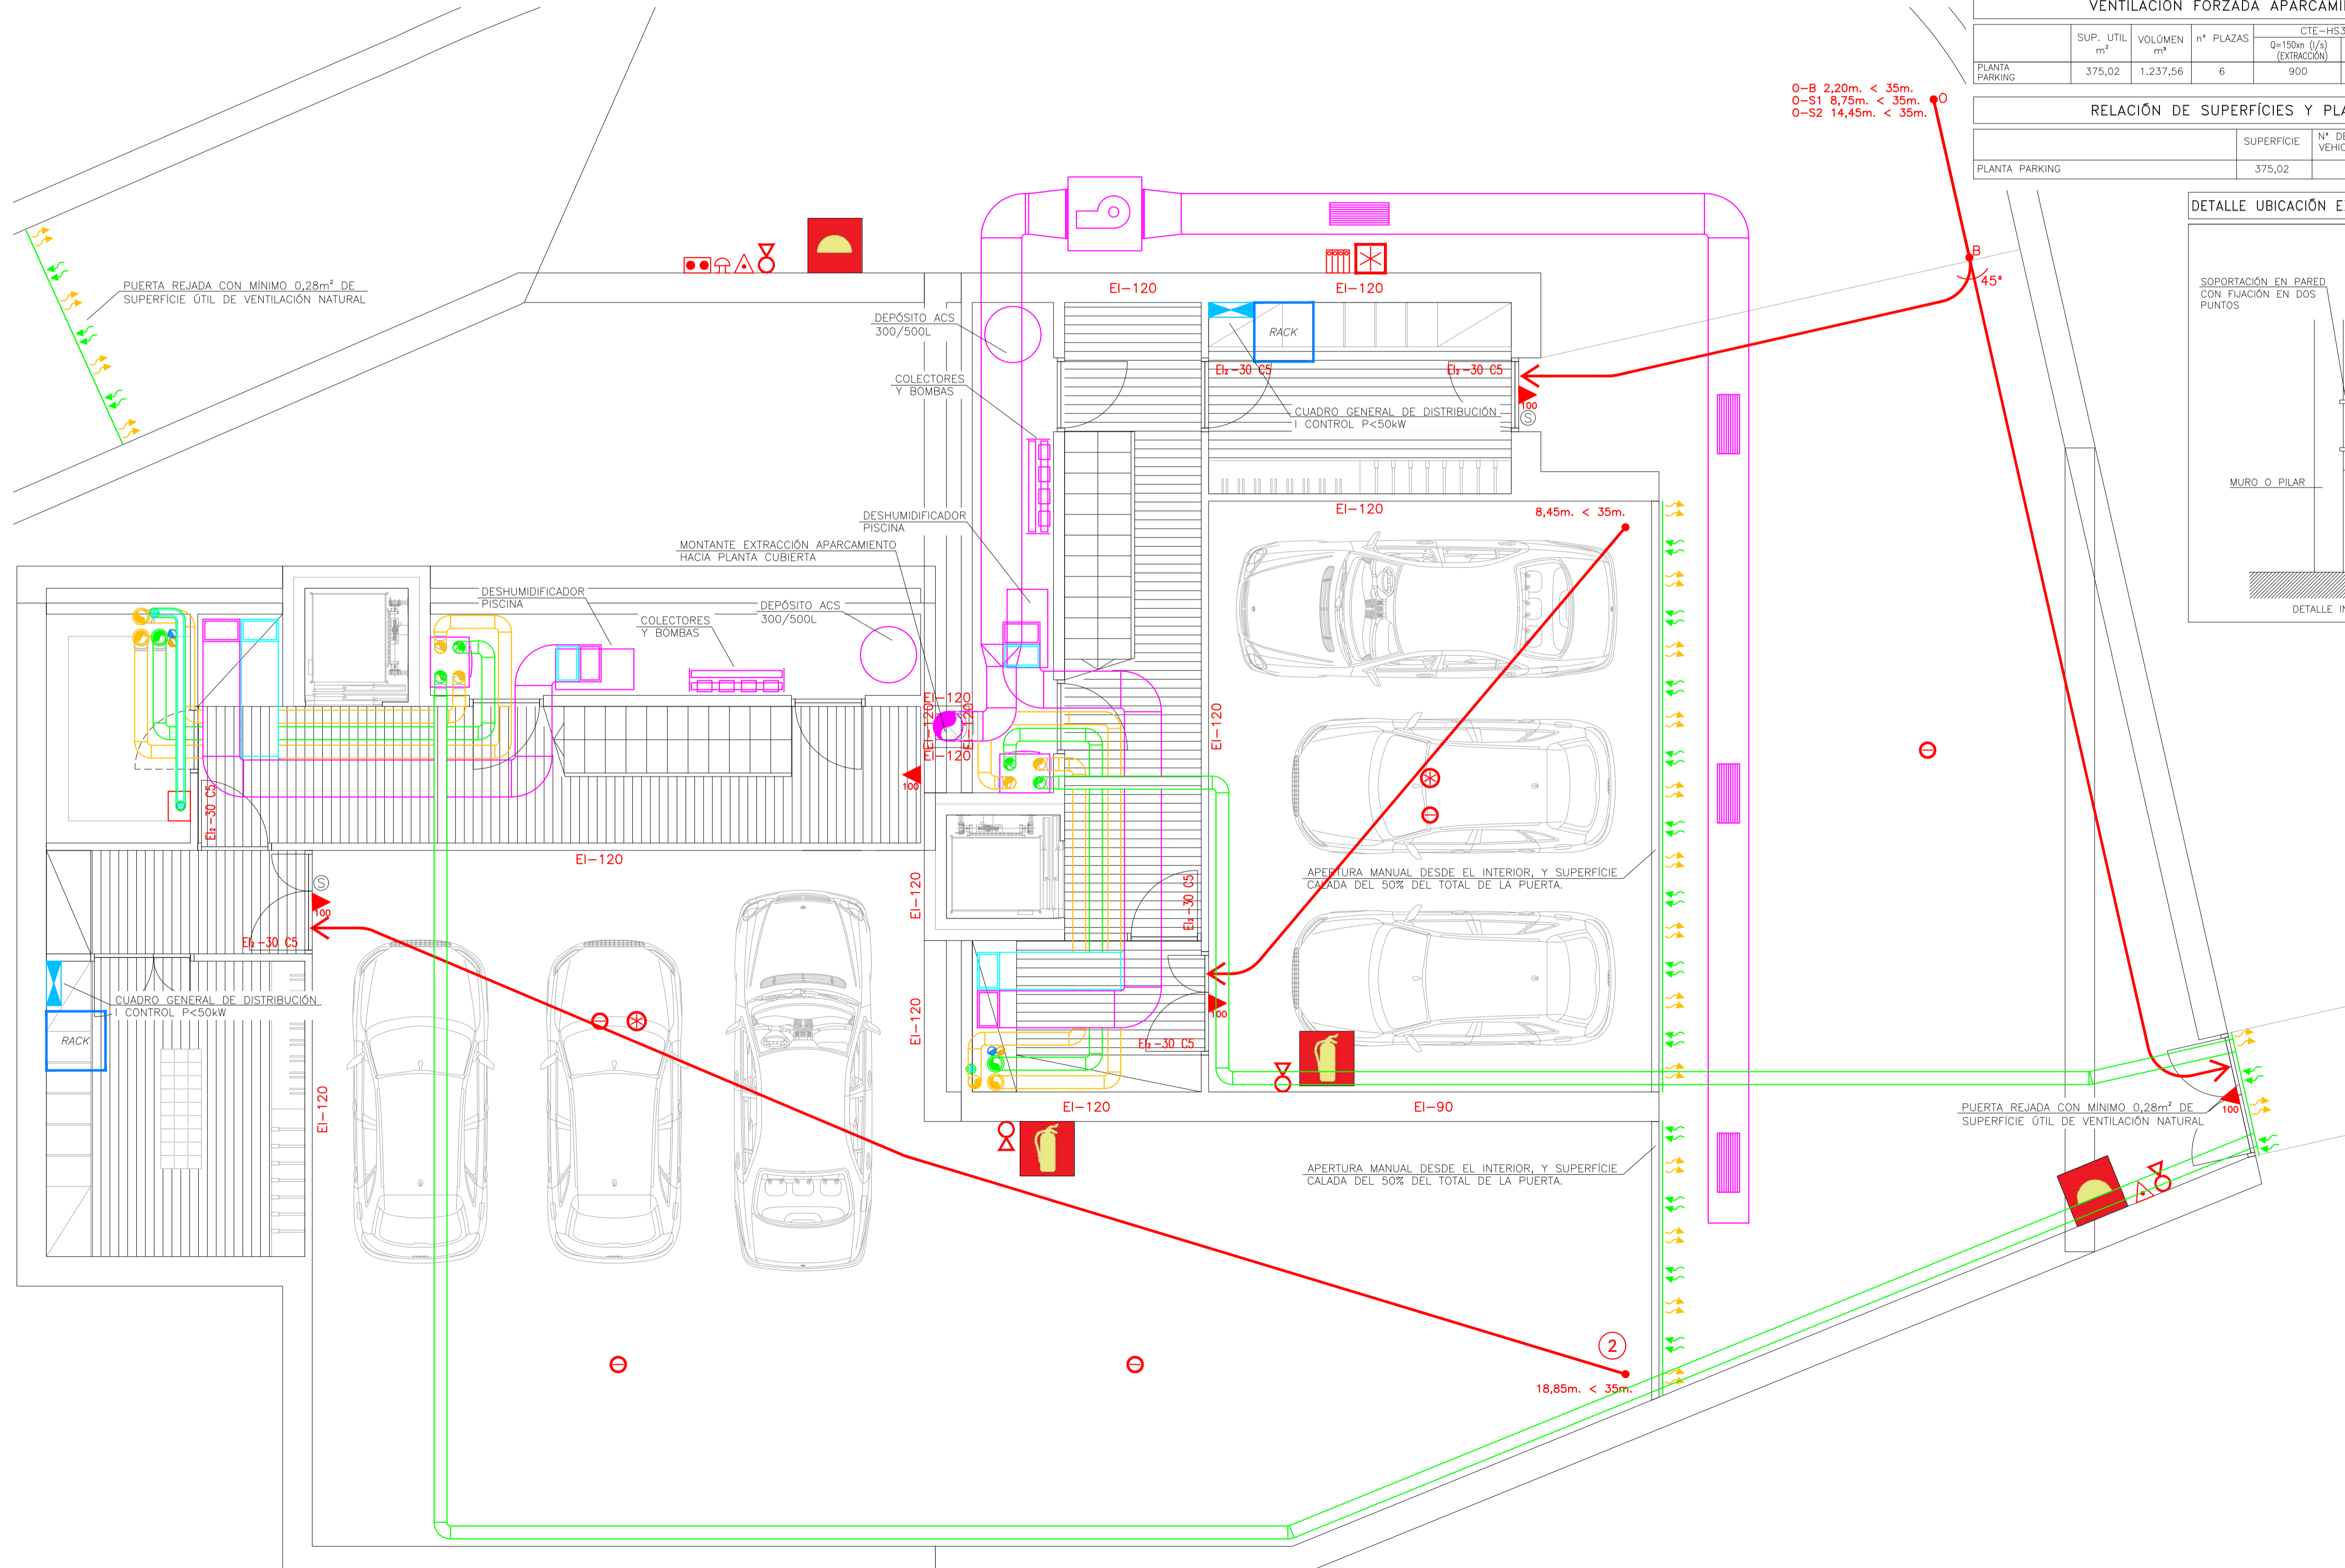 VENTILACIÓN FORZADA APARCAMI
SUP. UTIL
m²
VOLÚMEN
m³
nº PLAZAS
CTE-HS3
Q=150xn (l/s)
(EXTRACCIÓN)
PLANTA
PARKING
375,02
1.237,56
6
900
RELACIÓN DE SUPERFÍCIES Y PLA
SUPERFÍCIE
Nº DE
VEHIC
PLANTA PARKING
375,02
DETALLE UBICACIÓN E
SOPORTACIÓN EN PARED
CON FIJACIÓN EN DOS
PUNTOS
MURO O PILAR
DETALLE IN
O-B 2,20m. < 35m.
O-S1 8,75m. < 35m.
O-S2 14,45m. < 35m.
O
B
45°
PUERTA REJADA CON MÍNIMO 0,28m² DE
SUPERFÍCIE ÚTIL DE VENTILACIÓN NATURAL
EI-120
EI-120
DEPÓSITO ACS
300/500L
RACK
EI₂-30 C5
EI₂-30 C5
COLECTORES
Y BOMBAS
CUADRO GENERAL DE DISTRIBUCIÓN
I CONTROL P<50kW
100
S
DESHUMIDIFICADOR
PISCINA
EI-120
8,45m. < 35m.
MONTANTE EXTRACCIÓN APARCAMIENTO
HACIA PLANTA CUBIERTA
DESHUMIDIFICADOR
PISCINA
COLECTORES
Y BOMBAS
DEPÓSITO ACS
300/500L
EI-120
EI-120
EI-120
EI-120
EI-120
100
EI₂-30 C5
EI-120
S
100
EI₂-30 C5
EI-120
EI₂-30 C5
APERTURA MANUAL DESDE EL INTERIOR, Y SUPERFÍCIE
CALADA DEL 50% DEL TOTAL DE LA PUERTA.
CUADRO GENERAL DE DISTRIBUCIÓN
I CONTROL P<50kW
RACK
EI-120
EI-120
100
EI₂-30 C5
EI-120
EI-90
PUERTA REJADA CON MÍNIMO 0,28m² DE
SUPERFÍCIE ÚTIL DE VENTILACIÓN NATURAL
100
APERTURA MANUAL DESDE EL INTERIOR, Y SUPERFÍCIE
CALADA DEL 50% DEL TOTAL DE LA PUERTA.
2
18,85m. < 35m.